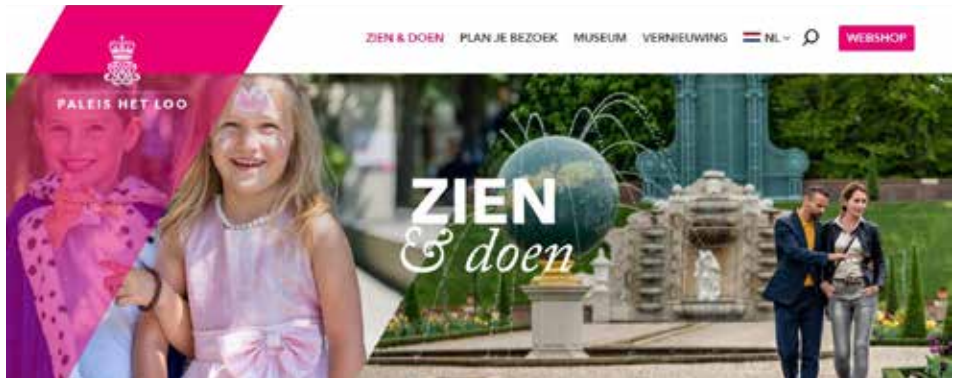 ZIEN & DOEN PLAN JE BEZOEK MUSEUM VERNIEUWING NL WEBSHOP
PALEIS HET LOO
ZIEN
& doen